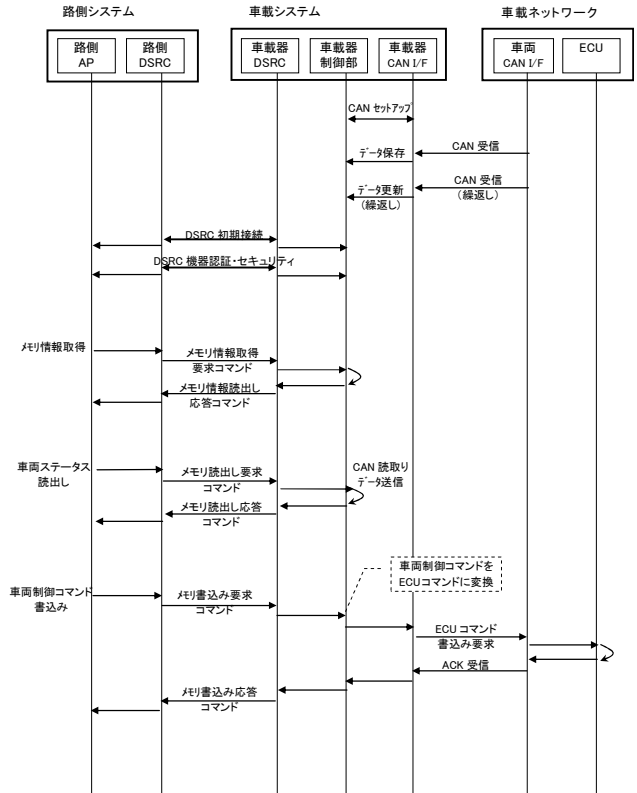 路側システム
車載システム
車載ネットワーク
路側
AP
路側
DSRC
車載器
DSRC
車載器
制御部
車載器
CAN I/F
車両
CAN I/F
ECU
CAN ｾｯﾄｱｯﾌﾟ
CAN 受信
ﾃﾞｰﾀ保存
CAN 受信
(繰返し)
ﾃﾞｰﾀ更新
(繰返し)
DSRC 初期接続
DSRC 機器認証・セキュリティ
ﾒﾓﾘ情報取得
ﾒﾓﾘ情報取得
要求コマンド
ﾒﾓﾘ情報読出し
応答コマンド
車両ステータス
読出し
ﾒﾓﾘ読出し要求
コマンド
CAN 読取り
ﾃﾞｰﾀ送信
ﾒﾓﾘ読出し応答
コマンド
車両制御コマンドを
ECUコマンドに変換
車両制御コマンド
書込み
ﾒﾓﾘ書込み要求
コマンド
ECU コマンド
書込み要求
ACK 受信
ﾒﾓﾘ書込み応答
コマンド